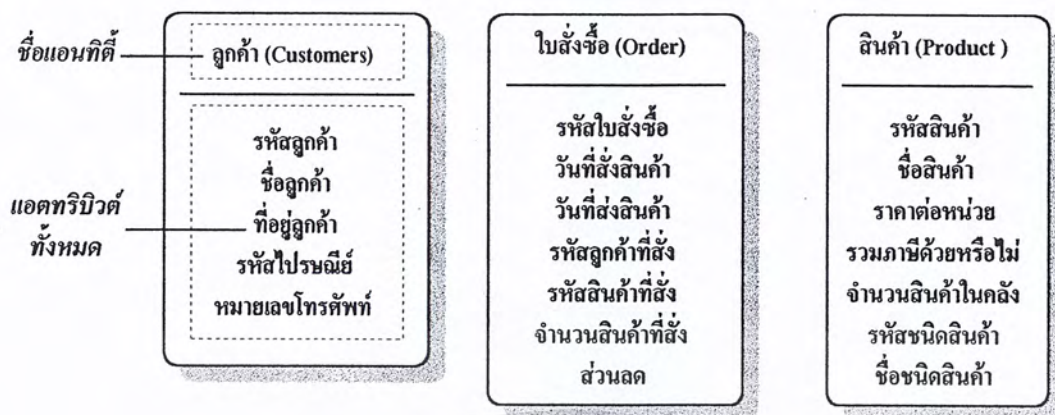 ชื่อแอนทิตี้
ลูกค้า (Customers)
แอตทริบิวต์
ทั้งหมด
รหัสลูกค้า
ชื่อลูกค้า
ที่อยู่ลูกค้า
รหัสไปรษณีย์
หมายเลขโทรศัพท์
ใบสั่งซื้อ (Order)
รหัสใบสั่งซื้อ
วันที่สั่งสินค้า
วันที่ส่งสินค้า
รหัสลูกค้าที่สั่ง
รหัสสินค้าที่สั่ง
จำนวนสินค้าที่สั่ง
ส่วนลด
สินค้า (Product )
รหัสสินค้า
ชื่อสินค้า
ราคาต่อหน่วย
รวมภาษีด้วยหรือไม่
จำนวนสินค้าในคลัง
รหัสชนิดสินค้า
ชื่อชนิดสินค้า